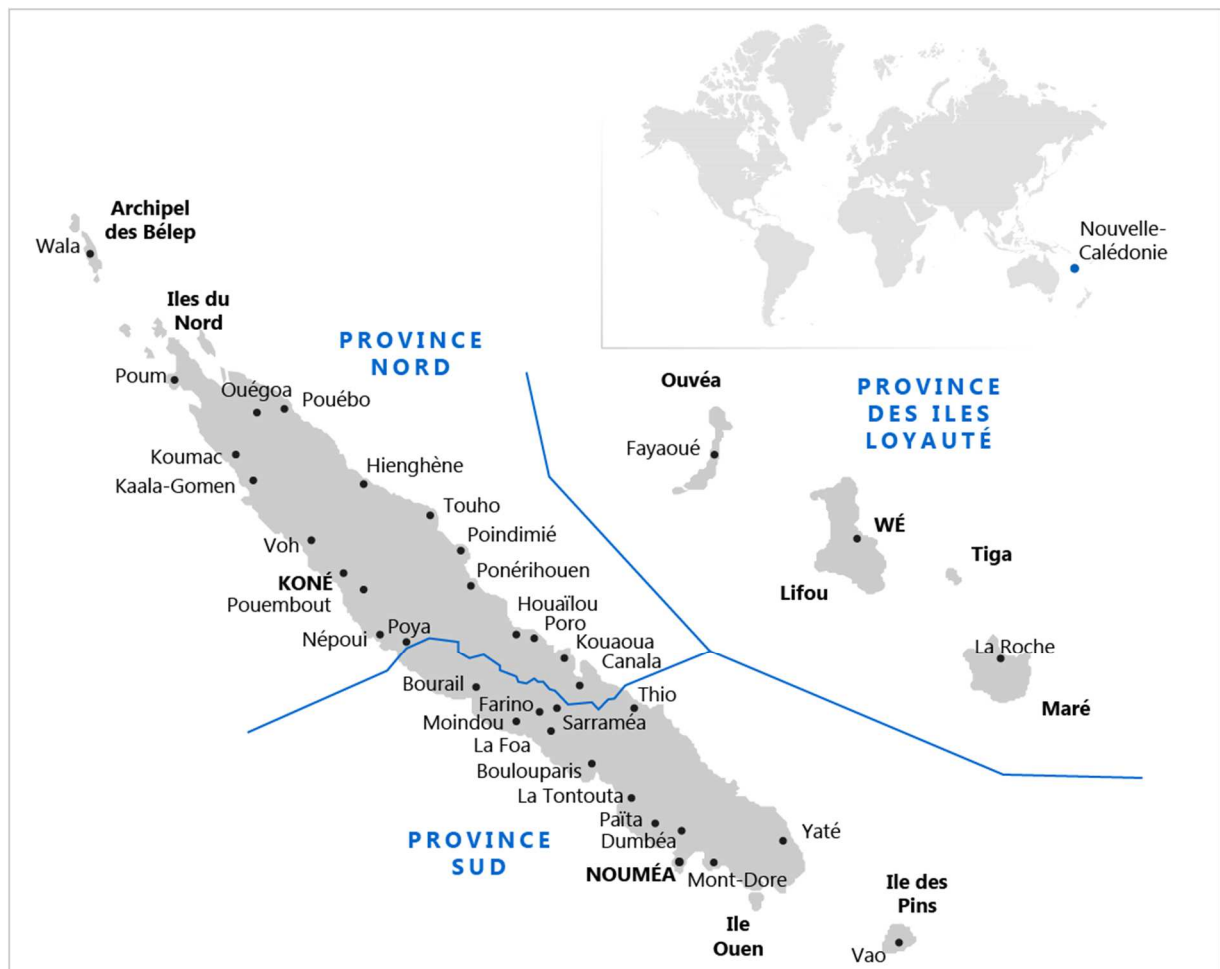 Nouvelle-
Calédonie
Archipel
des Bélep
Wala
Iles du
Nord
PROVINCE
NORD
Poum
Ouégoa
Pouébo
Koumac
Kaala-Gomen
Hienghène
Touho
Voh
Poindimié
KONÉ
Ponérihouen
Pouembout
Houaïlou
Népoui
Poya
Poro
Kouaoua
Canala
Bourail
Farino
Thio
Moindou
Sarraméa
La Foa
Boulouparis
La Tontouta
Païta
Dumbéa
PROVINCE
SUD
NOUMÉA
Mont-Dore
Yaté
Ile
Ouen
Ile des
Pins
Vao
Ouvéa
Fayaoué
PROVINCE
DES ILES
LOYAUTÉ
WÉ
Lifou
Tiga
La Roche
Maré